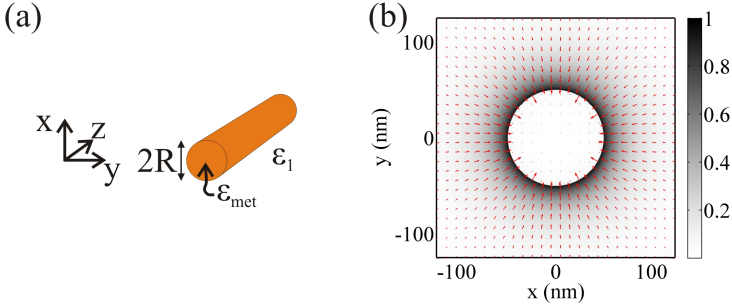 (a)
x
z
y
2R
ε1
εmet
(b)
y (nm)
100
0
-100
-100 0 100
x (nm)
1
0.8
0.6
0.4
0.2